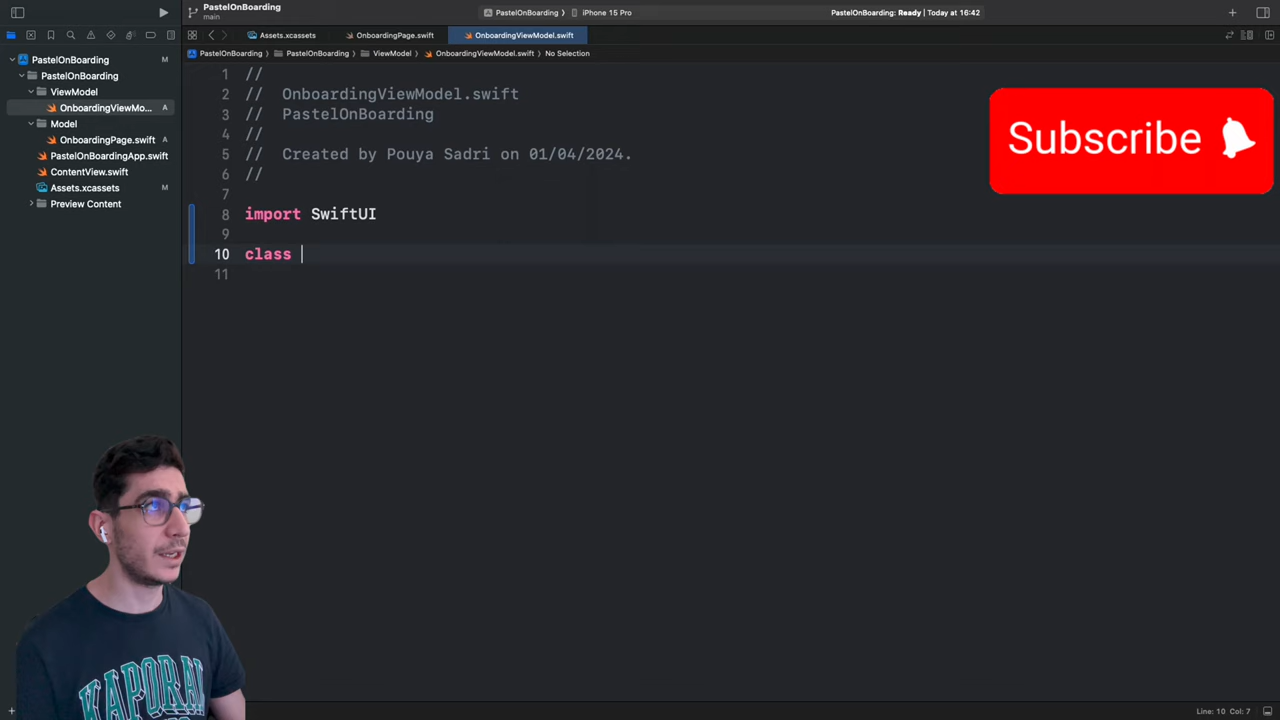 PastelOnBoarding
main
PastelOnBoarding 〉 iPhone 15 Pro
PastelOnBoarding: Ready | Today at 16:42
Assets.xcassets
OnboardingPage.swift
OnboardingViewModel.swift
PastelOnBoarding 〉 PastelOnBoarding 〉 ViewModel 〉 OnboardingViewModel.swift 〉 No Selection
PastelOnBoarding M
PastelOnBoarding
ViewModel
OnboardingViewMo... A
Model
OnboardingPage.swift A
PastelOnBoardingApp.swift
ContentView.swift
Assets.xcassets M
Preview Content
1 //
2 // OnboardingViewModel.swift
3 // PastelOnBoarding
4 //
5 // Created by Pouya Sadri on 01/04/2024.
6 //
7
8 import SwiftUI
9
10 class
11
Subscribe
KAPORAL
Line: 10 Col: 7